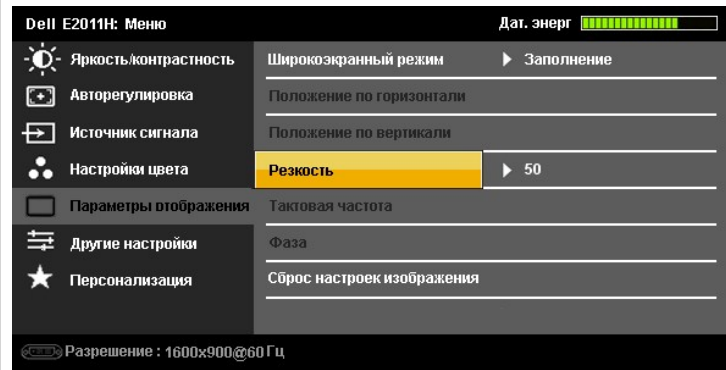 Dell E2011H: Меню
Дат. энерг
Яркость/контрастность
Широкоэкранный режим
Заполнение
Авторегулировка
Положение по горизонтали
Источник сигнала
Положение по вертикали
Настройки цвета
Резкость
50
Параметры отображения
Тактовая частота
Другие настройки
Фаза
Персонализация
Сброс настроек изображения
Разрешение : 1600x900@60 Гц